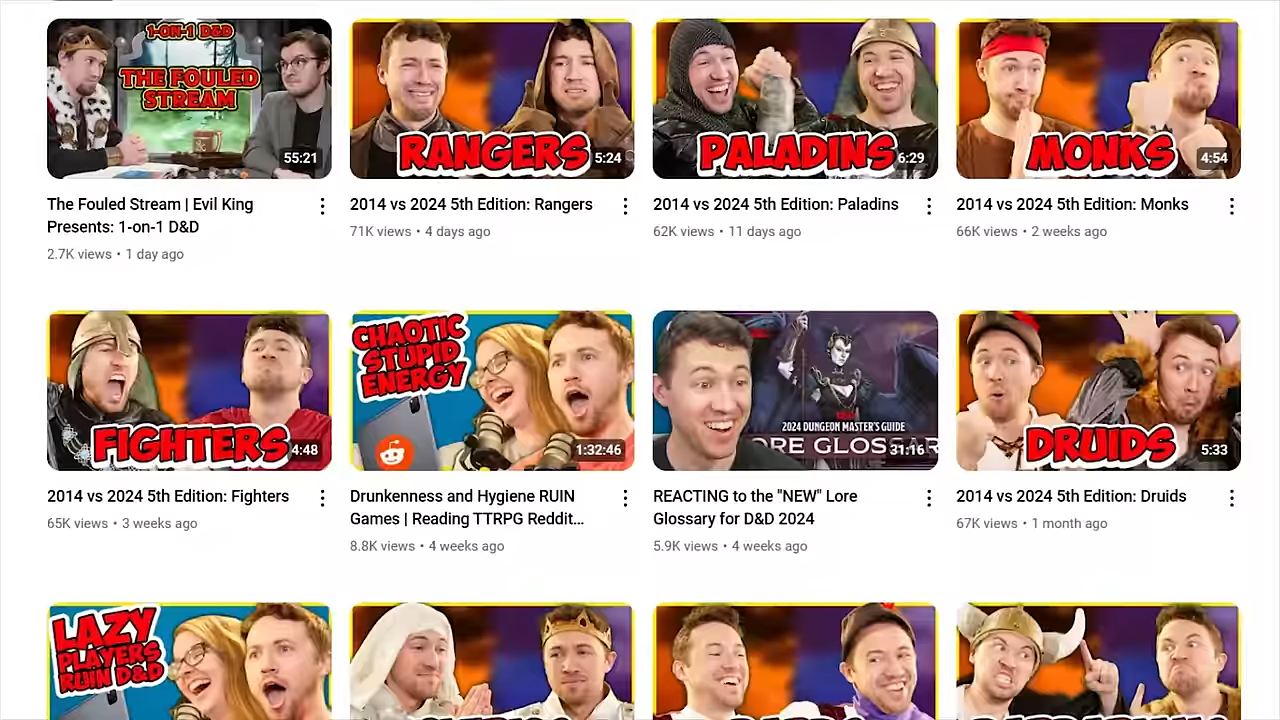 1-ON-1 D&D
THE FOULED
STREAM
55:21
RANGERS
5:24
PALADINS
6:29
MONKS
4:54
The Fouled Stream | Evil King
Presents: 1-on-1 D&D
2.7K views • 1 day ago
2014 vs 2024 5th Edition: Rangers
71K views • 4 days ago
2014 vs 2024 5th Edition: Paladins
62K views • 11 days ago
2014 vs 2024 5th Edition: Monks
66K views • 2 weeks ago
FIGHTERS
4:48
CHAOTIC
STUPID
ENERGY
1:32:46
2024 DUNGEON MASTER'S GUIDE
ORE GLOSSAR
31:16
DRUIDS
5:33
2014 vs 2024 5th Edition: Fighters
65K views • 3 weeks ago
Drunkenness and Hygiene RUIN
Games | Reading TTRPG Reddit...
8.8K views • 4 weeks ago
REACTING to the "NEW" Lore
Glossary for D&D 2024
5.9K views • 4 weeks ago
2014 vs 2024 5th Edition: Druids
67K views • 1 month ago
LAZY
PLAYERS
RUIN D&D